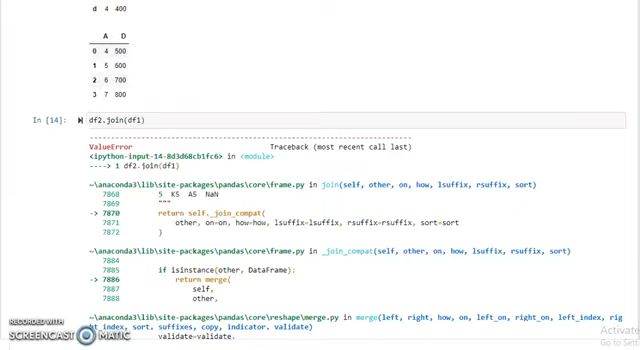 d 4 400
A D
0 4 500
1 5 600
2 6 700
3 7 800
In [14]: df2.join(df1)
---------------------------------------------------------------------------
ValueError Traceback (most recent call last)
<ipython-input-14-8d3d68cb1fc6> in <module>
----> 1 df2.join(df1)
~\anaconda3\lib\site-packages\pandas\core\frame.py in join(self, other, on, how, lsuffix, rsuffix, sort)
7868 5 K5 A5 NaN
7869 """
-> 7870 return self._join_compat(
7871 other, on=on, how=how, lsuffix=lsuffix, rsuffix=rsuffix, sort=sort
7872 )
~\anaconda3\lib\site-packages\pandas\core\frame.py in _join_compat(self, other, on, how, lsuffix, rsuffix, sort)
7884
7885 if isinstance(other, DataFrame):
-> 7886 return merge(
7887 self,
7888 other,
~\anaconda3\lib\site-packages\pandas\core\reshape\merge.py in merge(left, right, how, on, left_on, right_on, left_index, rig
ht_index, sort, suffixes, copy, indicator, validate)
validate=validate,
RECORDED WITH
SCREENCAST MATIC
Activate
Go to Sett